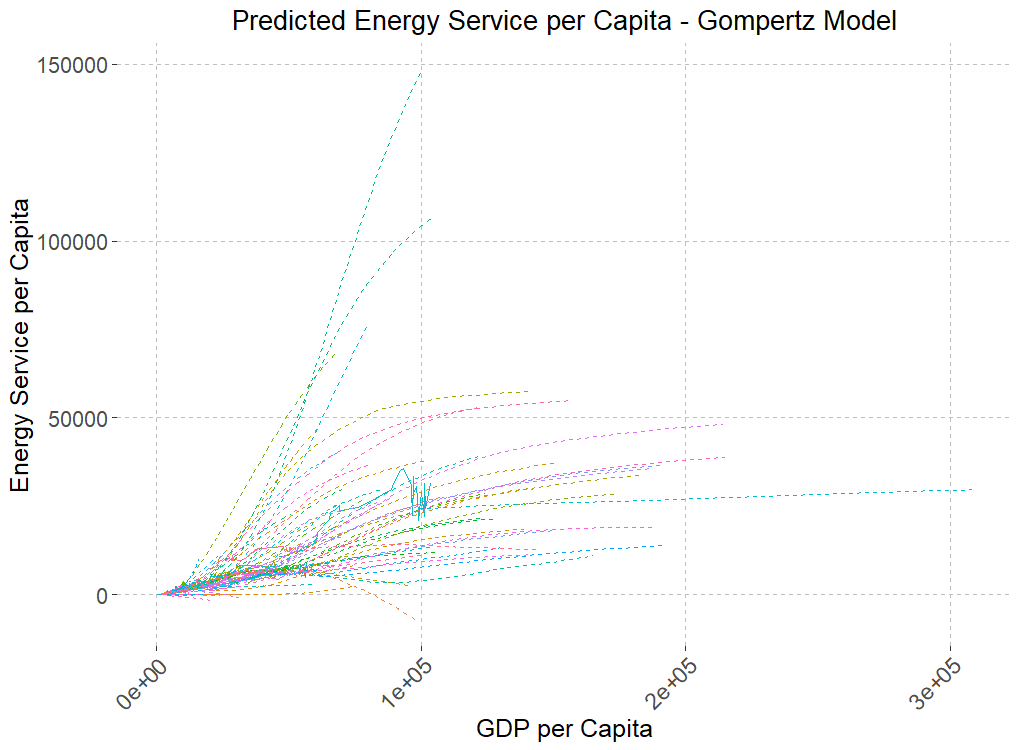 Predicted Energy Service per Capita - Gompertz Model
Energy Service per Capita
150000
100000
50000
0
0e+00
1e+05
2e+05
3e+05
GDP per Capita